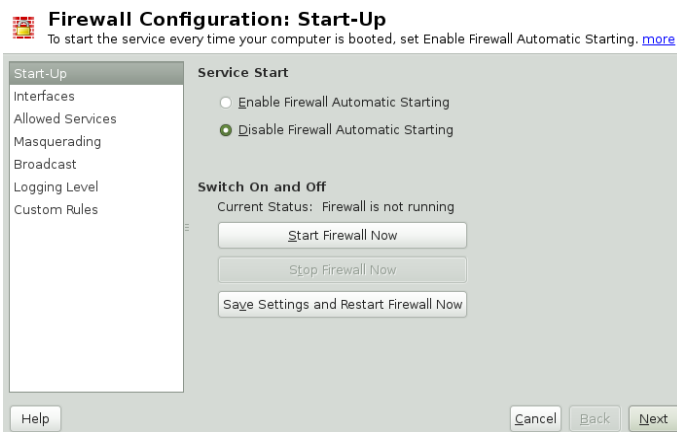 Firewall Configuration: Start-Up
To start the service every time your computer is booted, set Enable Firewall Automatic Starting. more
Start-Up
Interfaces
Allowed Services
Masquerading
Broadcast
Logging Level
Custom Rules
Service Start
Enable Firewall Automatic Starting
Disable Firewall Automatic Starting
Switch On and Off
Current Status: Firewall is not running
Start Firewall Now
Stop Firewall Now
Save Settings and Restart Firewall Now
Help
Cancel
Back
Next